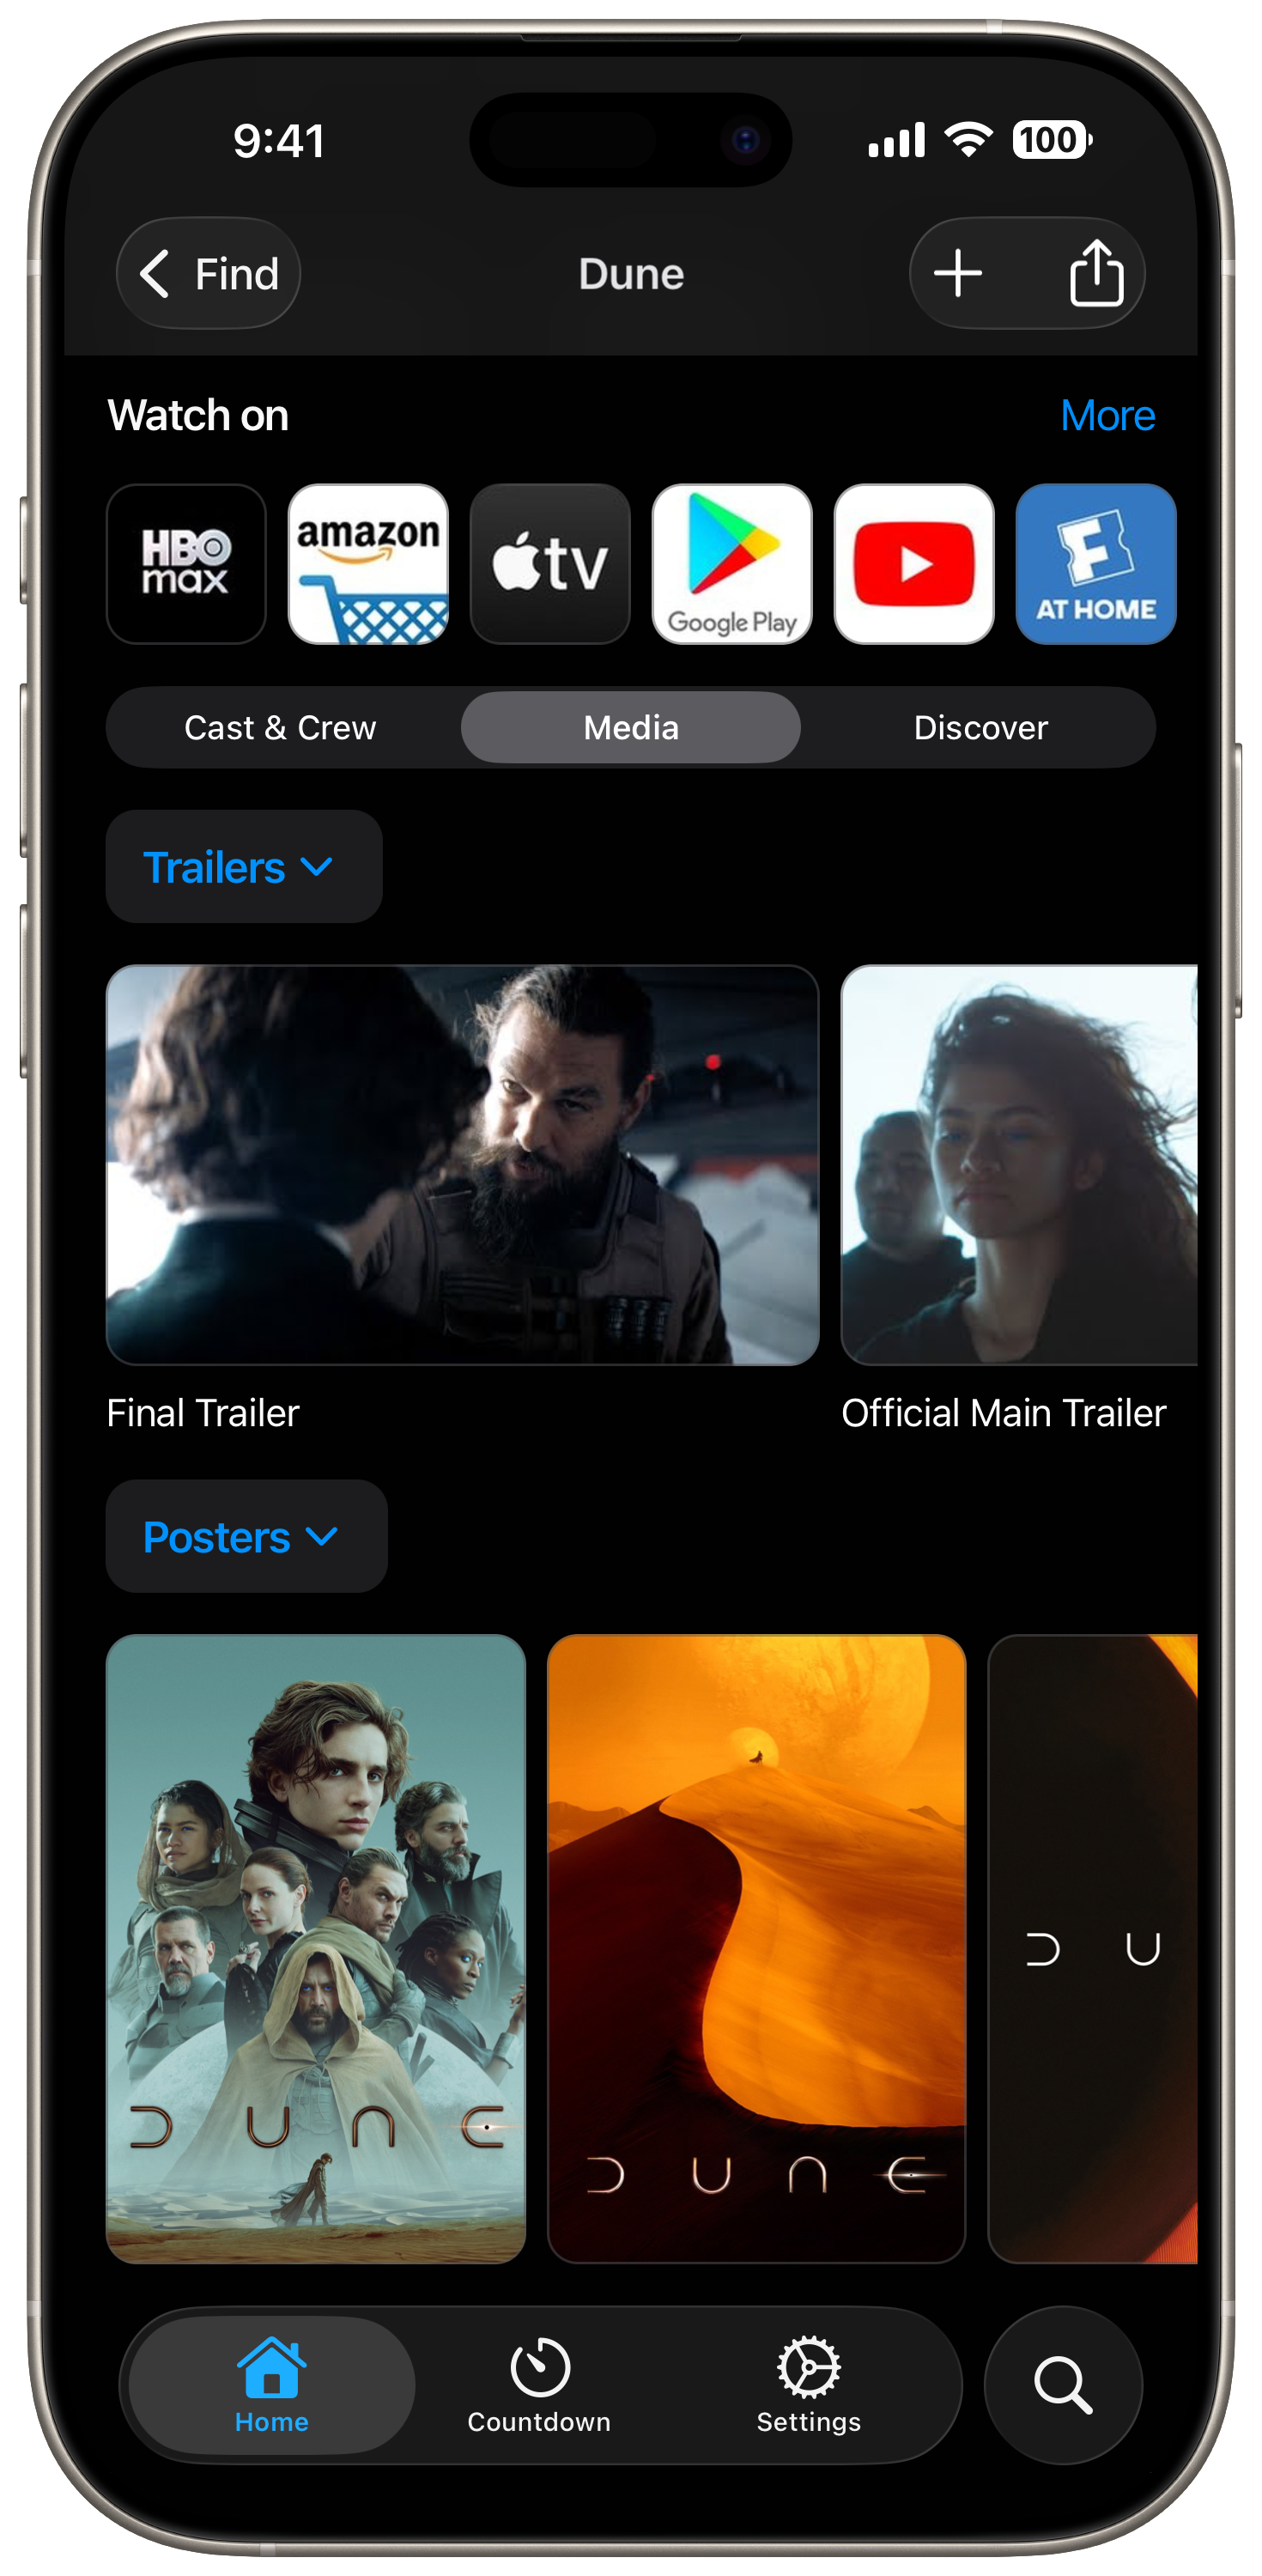 9:41
100
Find
Dune
Watch on
More
HBO
max
amazon
tv
Google Play
F
AT HOME
Cast & Crew
Media
Discover
Trailers
Final Trailer
Official Main Trailer
Posters
DUNE
DUNE
DU
Home
Countdown
Settings